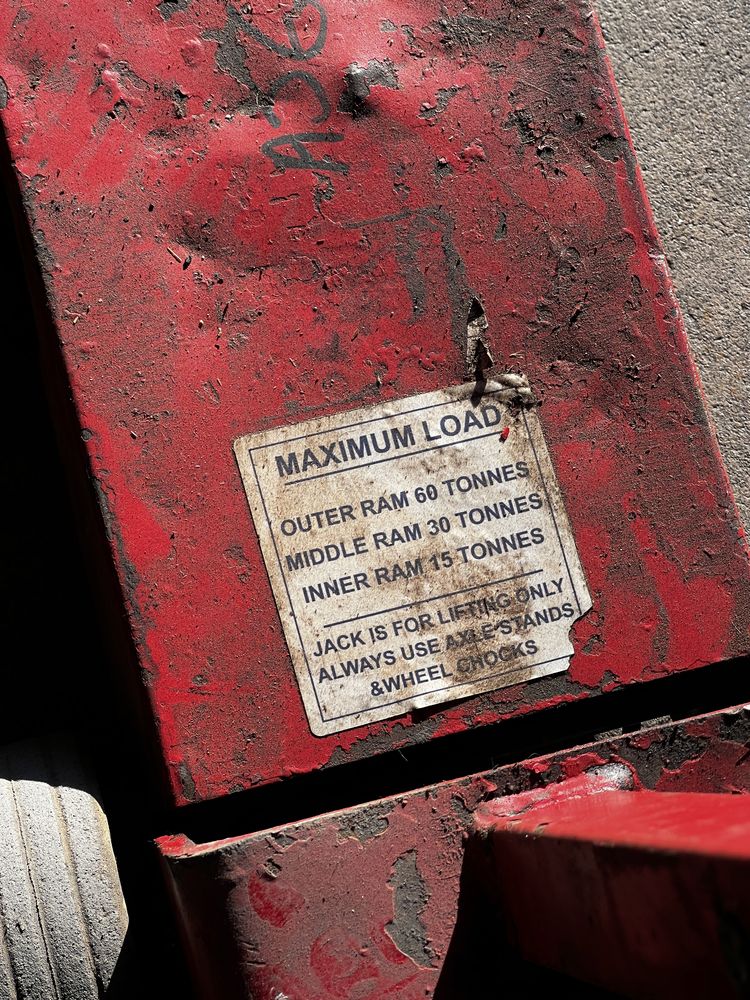 MAXIMUM LOAD
OUTER RAM 60 TONNES
MIDDLE RAM 30 TONNES
INNER RAM 15 TONNES
JACK IS FOR LIFTING ONLY
ALWAYS USE AXLE STANDS
&WHEEL CHOCKS